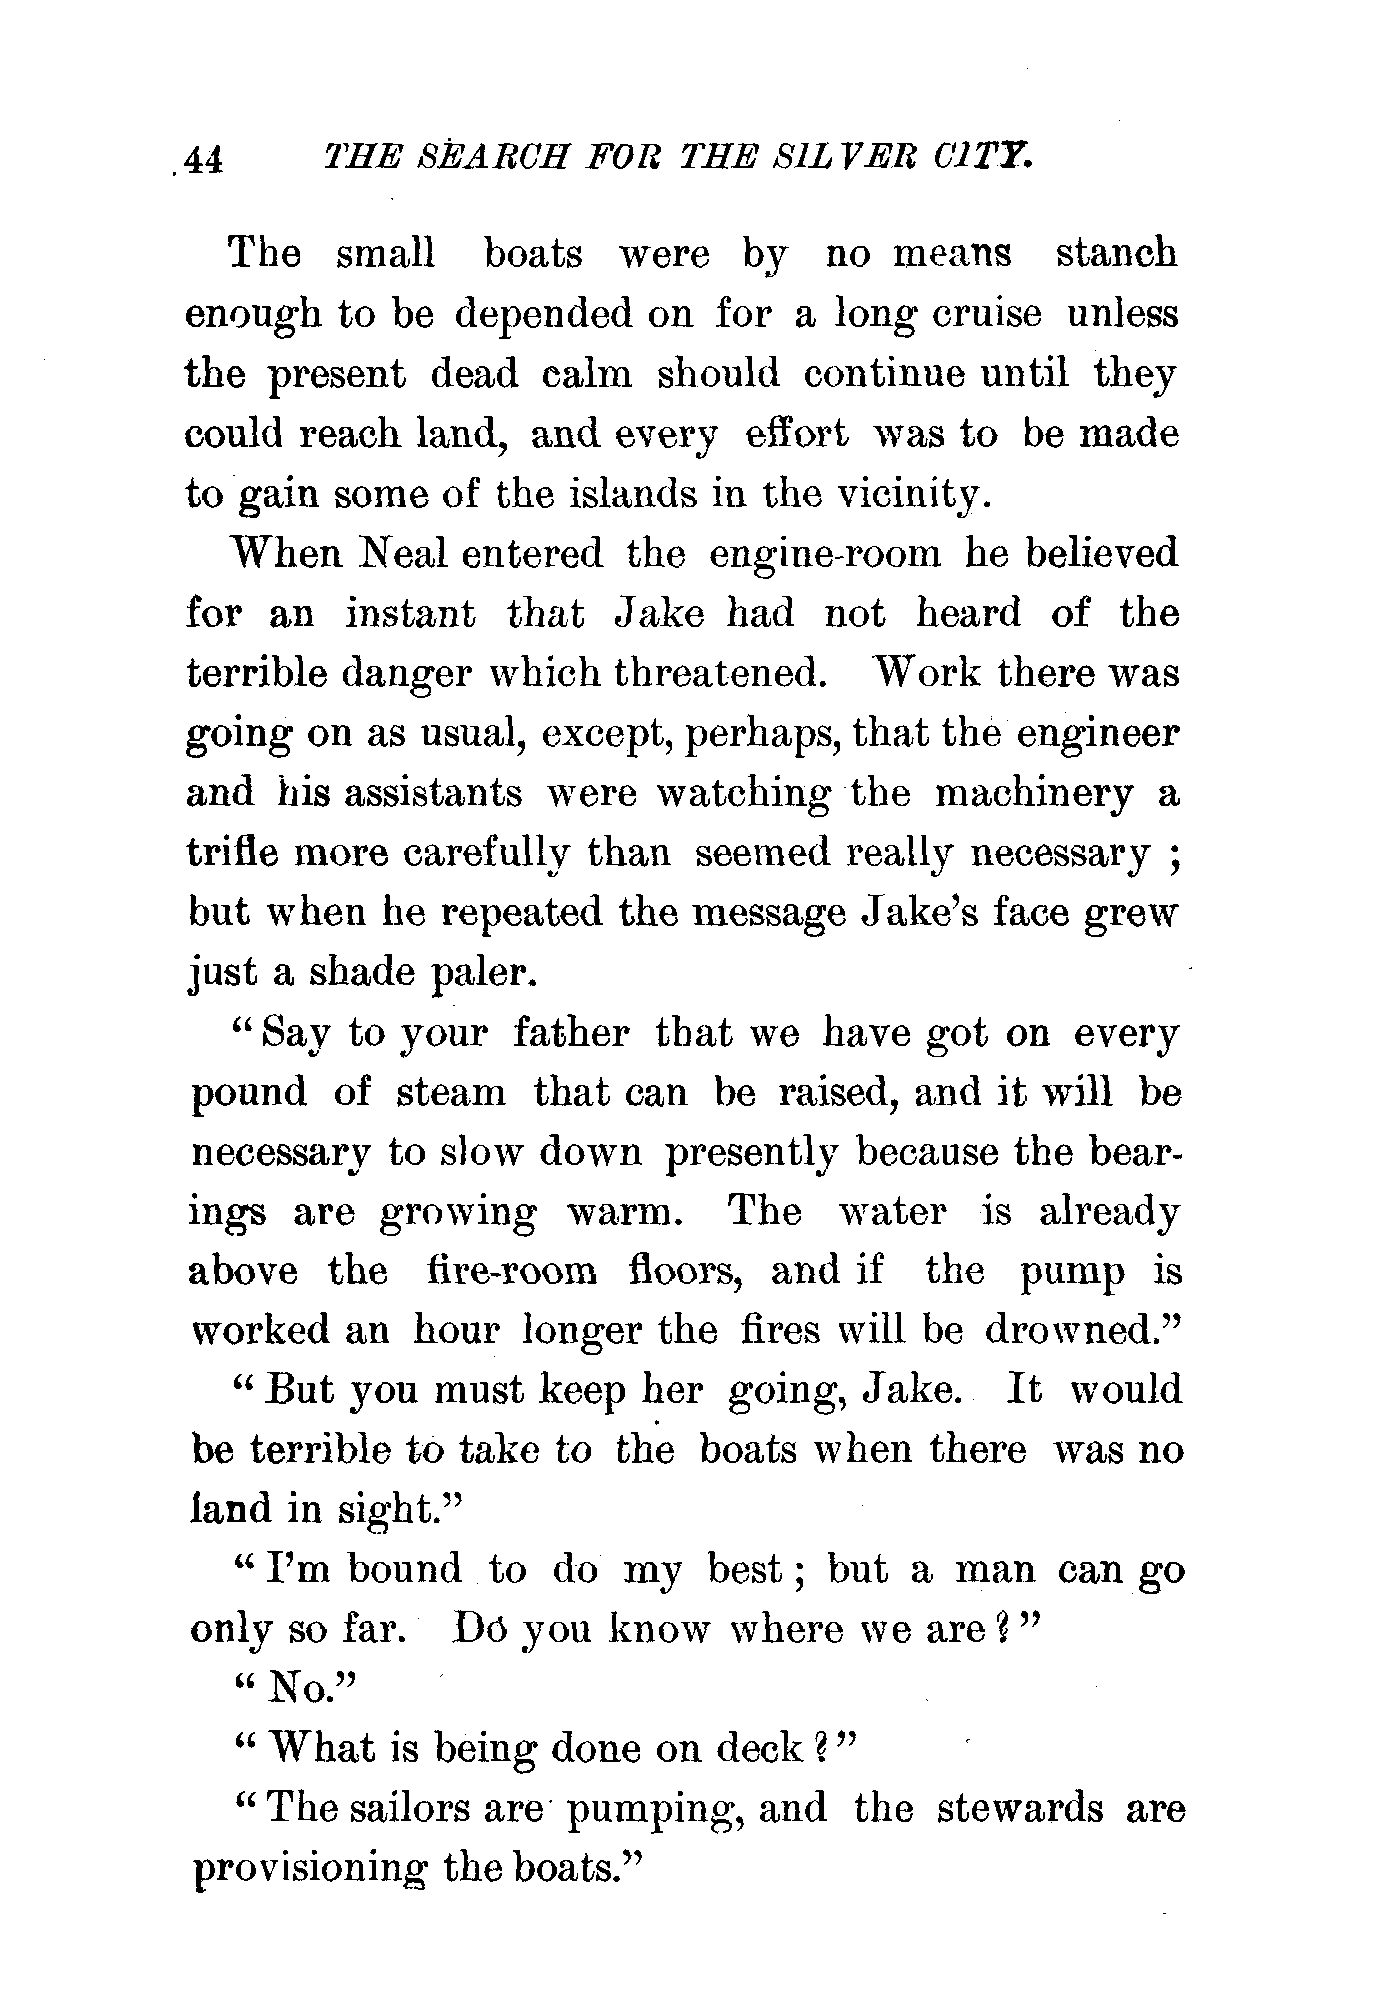 44 THE SEARCH FOR THE SILVER CITY.
The small boats were by no means stanch
enough to be depended on for a long cruise unless
the present dead calm should continue until they
could reach land, and every effort was to be made
to gain some of the islands in the vicinity.
When Neal entered the engine-room he believed
for an instant that Jake had not heard of the
terrible danger which threatened. Work there was
going on as usual, except, perhaps, that the engineer
and his assistants were watching the machinery a
trifle more carefully than seemed really necessary ;
but when he repeated the message Jake's face grew
just a shade paler.
"Say to your father that we have got on every
pound of steam that can be raised, and it will be
necessary to slow down presently because the bear-
ings are growing warm. The water is already
above the fire-room floors, and if the pump is
worked an hour longer the fires will be drowned."
"But you must keep her going, Jake. It would
be terrible to take to the boats when there was no
land in sight."
"I'm bound to do my best ; but a man can go
only so far. Do you know where we are ?"
"No."
"What is being done on deck ?"
"The sailors are pumping, and the stewards are
provisioning the boats."